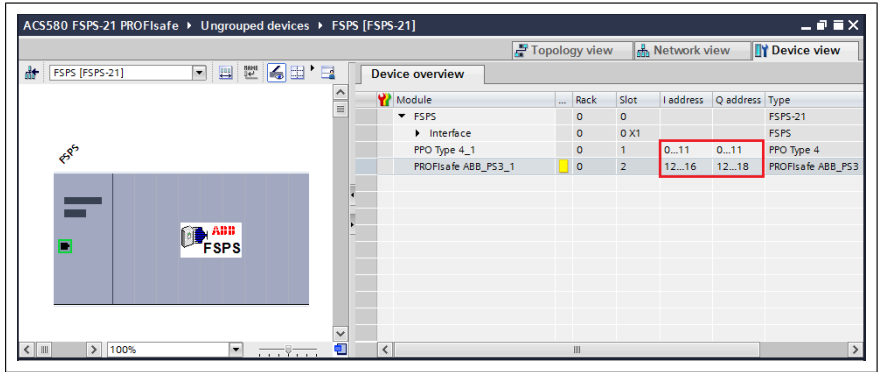 ACS580 FSPS-21 PROFIsafe ▸ Ungrouped devices ▸ FSPS [FSPS-21]
Topology view Network view Device view
FSPS [FSPS-21]
Device overview
Module ... Rack Slot I address Q address Type
FSPS 0 0 FSPS-21
Interface 0 0 X1 FSPS
PPO Type 4_1 0 1 0...11 0...11 PPO Type 4
PROFIsafe ABB_PS3_1 0 2 12...16 12...18 PROFIsafe ABB_PS3
FSPS
ABB
FSPS
100%